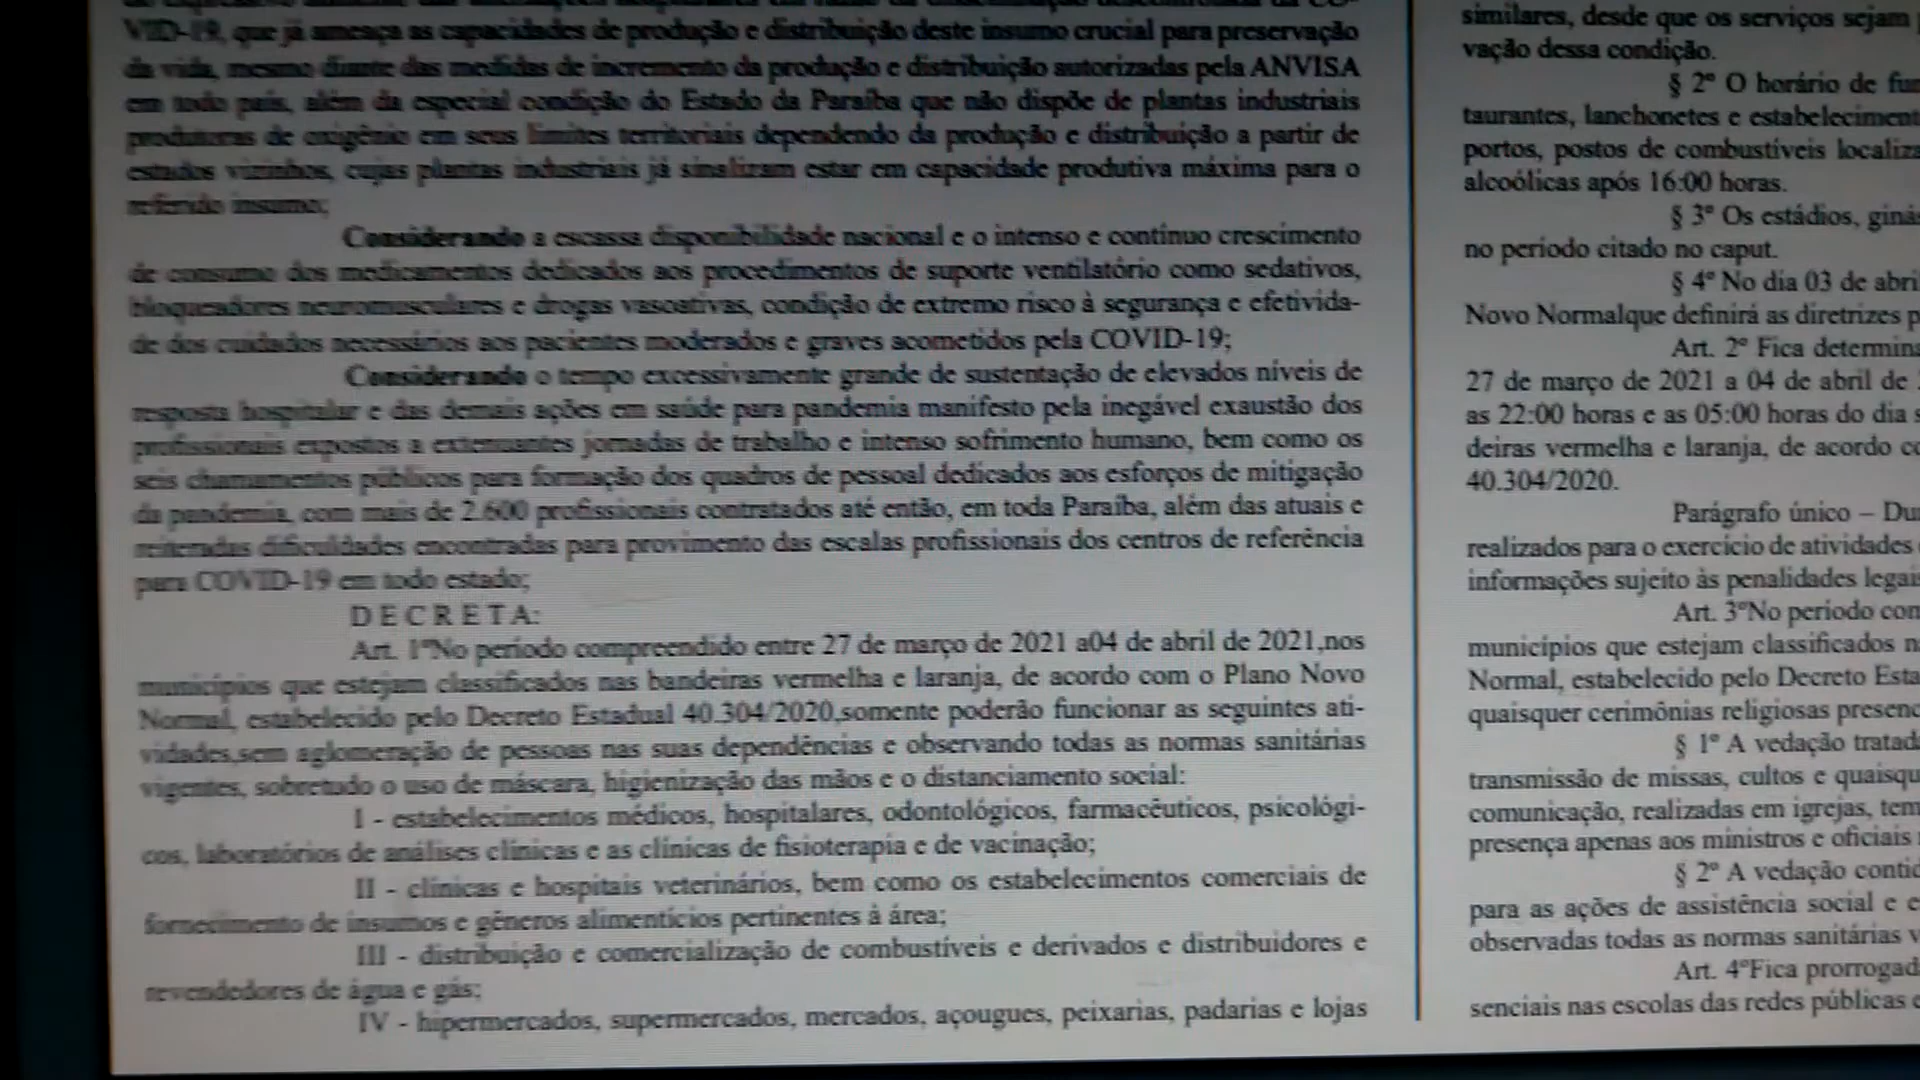 VID-19, que já ameaça as capacidades de produção e distribuição deste insumo crucial para preservação
da vida, mesmo diante das medidas de incremento da produção e distribuição autorizadas pela ANVISA
em todo país, além da especial condição do Estado da Paraíba que não dispõe de plantas industriais
produtoras de oxigênio em seus limites territoriais dependendo da produção e distribuição a partir de
estados vizinhos, cujas plantas industriais já sinalizam estar em capacidade produtiva máxima para o
referido insumo;
Considerando a escassa disponibilidade nacional e o intenso e contínuo crescimento
de consumo dos medicamentos dedicados aos procedimentos de suporte ventilatório como sedativos,
bloqueadores neuromusculares e drogas vasoativas, condição de extremo risco à segurança e efetivida-
de dos cuidados necessários aos pacientes moderados e graves acometidos pela COVID-19;
Considerando o tempo excessivamente grande de sustentação de elevados níveis de
resposta hospitalar e das demais ações em saúde para pandemia manifesto pela inegável exaustão dos
profissionais expostos a extenuantes jornadas de trabalho e intenso sofrimento humano, bem como os
seis chamamentos públicos para formação dos quadros de pessoal dedicados aos esforços de mitigação
da pandemia, com mais de 2.600 profissionais contratados até então, em toda Paraíba, além das atuais e
reiteradas dificuldades encontradas para provimento das escalas profissionais dos centros de referência
para COVID-19 em todo estado;
D E C R E T A:
Art. 1ºNo período compreendido entre 27 de março de 2021 a04 de abril de 2021,nos
municípios que estejam classificados nas bandeiras vermelha e laranja, de acordo com o Plano Novo
Normal, estabelecido pelo Decreto Estadual 40.304/2020,somente poderão funcionar as seguintes ati-
vidades,sem aglomeração de pessoas nas suas dependências e observando todas as normas sanitárias
vigentes, sobretudo o uso de máscara, higienização das mãos e o distanciamento social:
I - estabelecimentos médicos, hospitalares, odontológicos, farmacêuticos, psicológi-
cos, laboratórios de análises clínicas e as clínicas de fisioterapia e de vacinação;
II - clínicas e hospitais veterinários, bem como os estabelecimentos comerciais de
fornecimento de insumos e gêneros alimentícios pertinentes à área;
III - distribuição e comercialização de combustíveis e derivados e distribuidores e
revendedores de água e gás;
IV - hipermercados, supermercados, mercados, açougues, peixarias, padarias e lojas
similares, desde que os serviços sejam
vação dessa condição.
§ 2º O horário de fun
taurantes, lanchonetes e estabeleciment
portos, postos de combustíveis localiza
alcoólicas após 16:00 horas.
§ 3º Os estádios, giná
no período citado no caput.
§ 4º No dia 03 de abri
Novo Normalque definirá as diretrizes p
Art. 2º Fica determina
27 de março de 2021 a 04 de abril de
as 22:00 horas e as 05:00 horas do dia s
deiras vermelha e laranja, de acordo co
40.304/2020.
Parágrafo único – Du
realizados para o exercício de atividades
informações sujeito às penalidades legais
Art. 3ºNo período com
municípios que estejam classificados n
Normal, estabelecido pelo Decreto Esta
quaisquer cerimônias religiosas presenc
§ 1º A vedação tratada
transmissão de missas, cultos e quaisqu
comunicação, realizadas em igrejas, tem
presença apenas aos ministros e oficiais
§ 2º A vedação contid
para as ações de assistência social e e
observadas todas as normas sanitárias v
Art. 4ºFica prorrogad
senciais nas escolas das redes públicas e